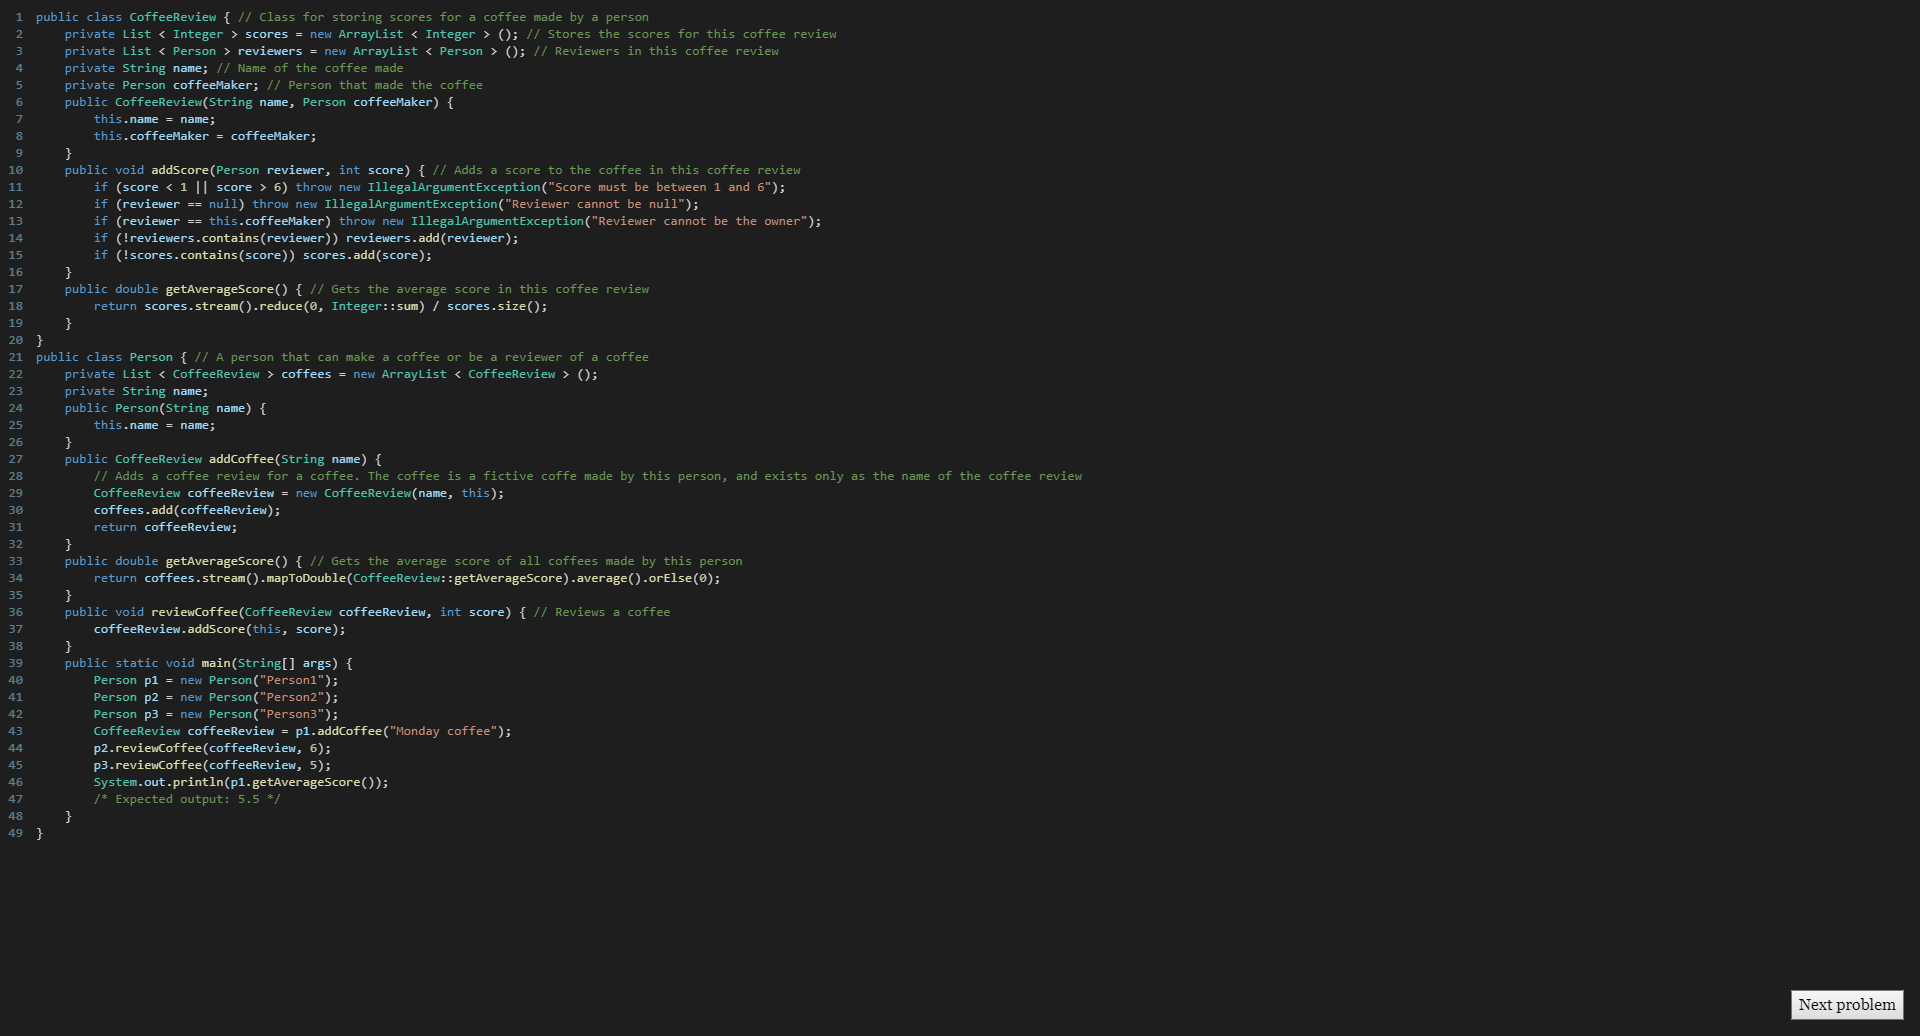 1 public class CoffeeReview { // Class for storing scores for a coffee made by a person
2 private List < Integer > scores = new ArrayList < Integer > (); // Stores the scores for this coffee review
3 private List < Person > reviewers = new ArrayList < Person > (); // Reviewers in this coffee review
4 private String name; // Name of the coffee made
5 private Person coffeeMaker; // Person that made the coffee
6 public CoffeeReview(String name, Person coffeeMaker) {
7 this.name = name;
8 this.coffeeMaker = coffeeMaker;
9 }
10 public void addScore(Person reviewer, int score) { // Adds a score to the coffee in this coffee review
11 if (score < 1 || score > 6) throw new IllegalArgumentException("Score must be between 1 and 6");
12 if (reviewer == null) throw new IllegalArgumentException("Reviewer cannot be null");
13 if (reviewer == this.coffeeMaker) throw new IllegalArgumentException("Reviewer cannot be the owner");
14 if (!reviewers.contains(reviewer)) reviewers.add(reviewer);
15 if (!scores.contains(score)) scores.add(score);
16 }
17 public double getAverageScore() { // Gets the average score in this coffee review
18 return scores.stream().reduce(0, Integer::sum) / scores.size();
19 }
20 }
21 public class Person { // A person that can make a coffee or be a reviewer of a coffee
22 private List < CoffeeReview > coffees = new ArrayList < CoffeeReview > ();
23 private String name;
24 public Person(String name) {
25 this.name = name;
26 }
27 public CoffeeReview addCoffee(String name) {
28 // Adds a coffee review for a coffee. The coffee is a fictive coffe made by this person, and exists only as the name of the coffee review
29 CoffeeReview coffeeReview = new CoffeeReview(name, this);
30 coffees.add(coffeeReview);
31 return coffeeReview;
32 }
33 public double getAverageScore() { // Gets the average score of all coffees made by this person
34 return coffees.stream().mapToDouble(CoffeeReview::getAverageScore).average().orElse(0);
35 }
36 public void reviewCoffee(CoffeeReview coffeeReview, int score) { // Reviews a coffee
37 coffeeReview.addScore(this, score);
38 }
39 public static void main(String[] args) {
40 Person p1 = new Person("Person1");
41 Person p2 = new Person("Person2");
42 Person p3 = new Person("Person3");
43 CoffeeReview coffeeReview = p1.addCoffee("Monday coffee");
44 p2.reviewCoffee(coffeeReview, 6);
45 p3.reviewCoffee(coffeeReview, 5);
46 System.out.println(p1.getAverageScore());
47 /* Expected output: 5.5 */
48 }
49 }
Next problem